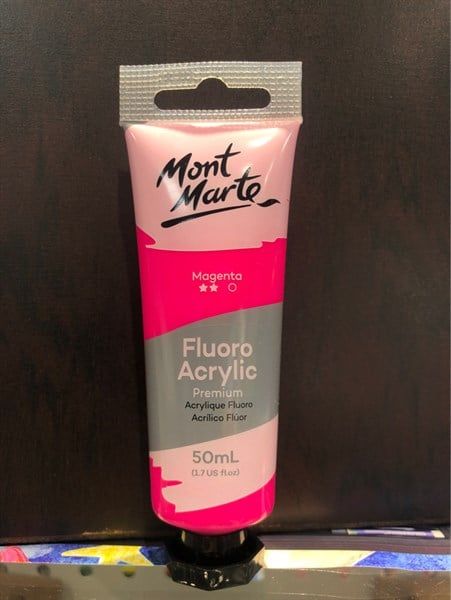 Mont
Marte
Magenta
★★ ○
Fluoro
Acrylic
Premium
Acrylique Fluoro
Acrílico Flúor
50mL
(1.7 US fl.oz)